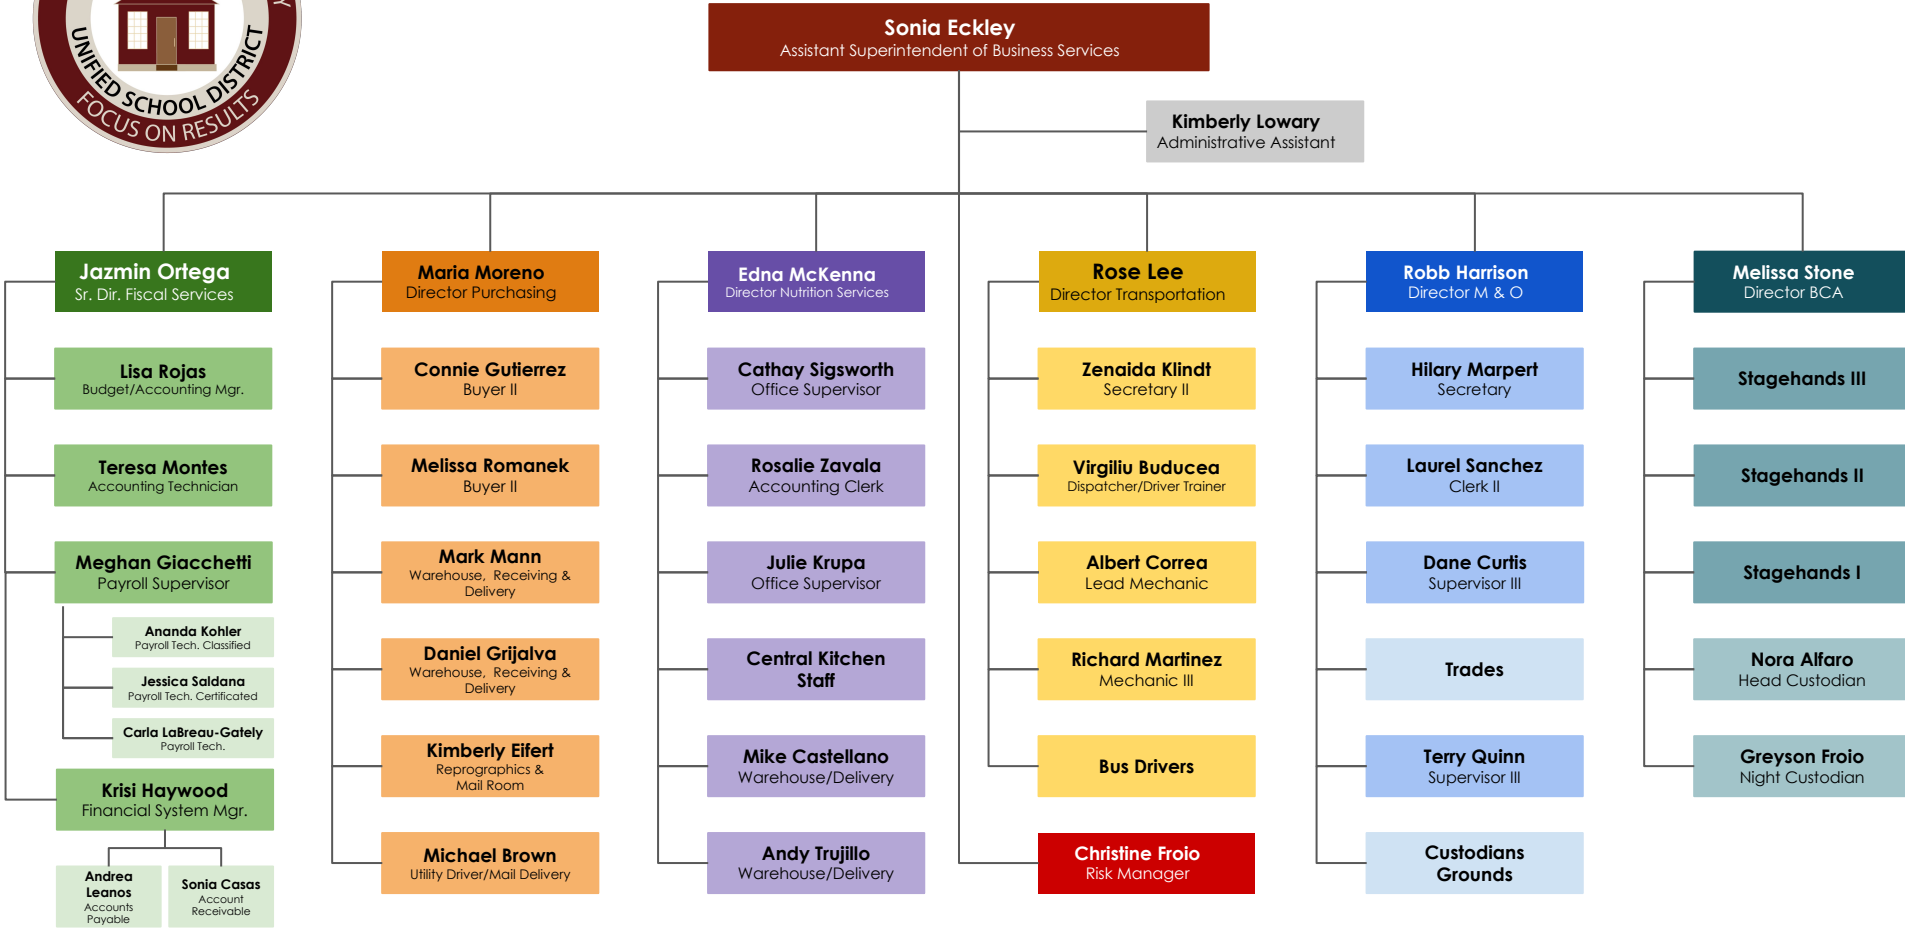 UNIFIED SCHOOL DISTRICT
FOCUS ON RESULTS
Sonia Eckley
Assistant Superintendent of Business Services
Kimberly Lowary
Administrative Assistant
Jazmin Ortega
Sr. Dir. Fiscal Services
Lisa Rojas
Budget/Accounting Mgr.
Teresa Montes
Accounting Technician
Meghan Giacchetti
Payroll Supervisor
Ananda Kohler
Payroll Tech. Classified
Jessica Saldana
Payroll Tech. Certificated
Carla LaBreau-Gately
Payroll Tech.
Krisi Haywood
Financial System Mgr.
Andrea
Leanos
Accounts
Payable
Sonia Casas
Account
Receivable
Maria Moreno
Director Purchasing
Connie Gutierrez
Buyer II
Melissa Romanek
Buyer II
Mark Mann
Warehouse, Receiving &
Delivery
Daniel Grijalva
Warehouse, Receiving &
Delivery
Kimberly Eifert
Reprographics &
Mail Room
Michael Brown
Utility Driver/Mail Delivery
Edna McKenna
Director Nutrition Services
Cathay Sigsworth
Office Supervisor
Rosalie Zavala
Accounting Clerk
Julie Krupa
Office Supervisor
Central Kitchen
Staff
Mike Castellano
Warehouse/Delivery
Andy Trujillo
Warehouse/Delivery
Rose Lee
Director Transportation
Zenaida Klindt
Secretary II
Virgiliu Buducea
Dispatcher/Driver Trainer
Albert Correa
Lead Mechanic
Richard Martinez
Mechanic III
Bus Drivers
Christine Froio
Risk Manager
Robb Harrison
Director M & O
Hilary Marpert
Secretary
Laurel Sanchez
Clerk II
Dane Curtis
Supervisor III
Trades
Terry Quinn
Supervisor III
Custodians
Grounds
Melissa Stone
Director BCA
Stagehands III
Stagehands II
Stagehands I
Nora Alfaro
Head Custodian
Greyson Froio
Night Custodian